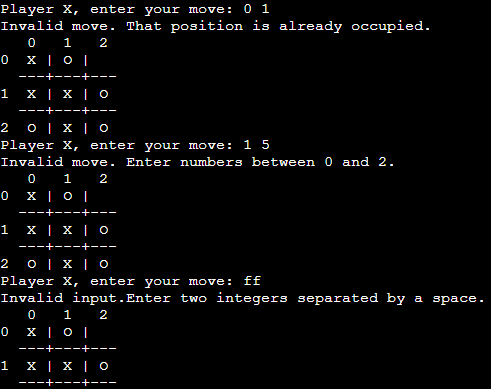 Player X, enter your move: 0 1
Invalid move. That position is already occupied.
   0   1   2
0  X | O |
  ---+---+---
1  X | X | O
  ---+---+---
2  O | X | O
Player X, enter your move: 1 5
Invalid move. Enter numbers between 0 and 2.
   0   1   2
0  X | O |
  ---+---+---
1  X | X | O
  ---+---+---
2  O | X | O
Player X, enter your move: ff
Invalid input.Enter two integers separated by a space.
   0   1   2
0  X | O |
  ---+---+---
1  X | X | O
  ---+---+---